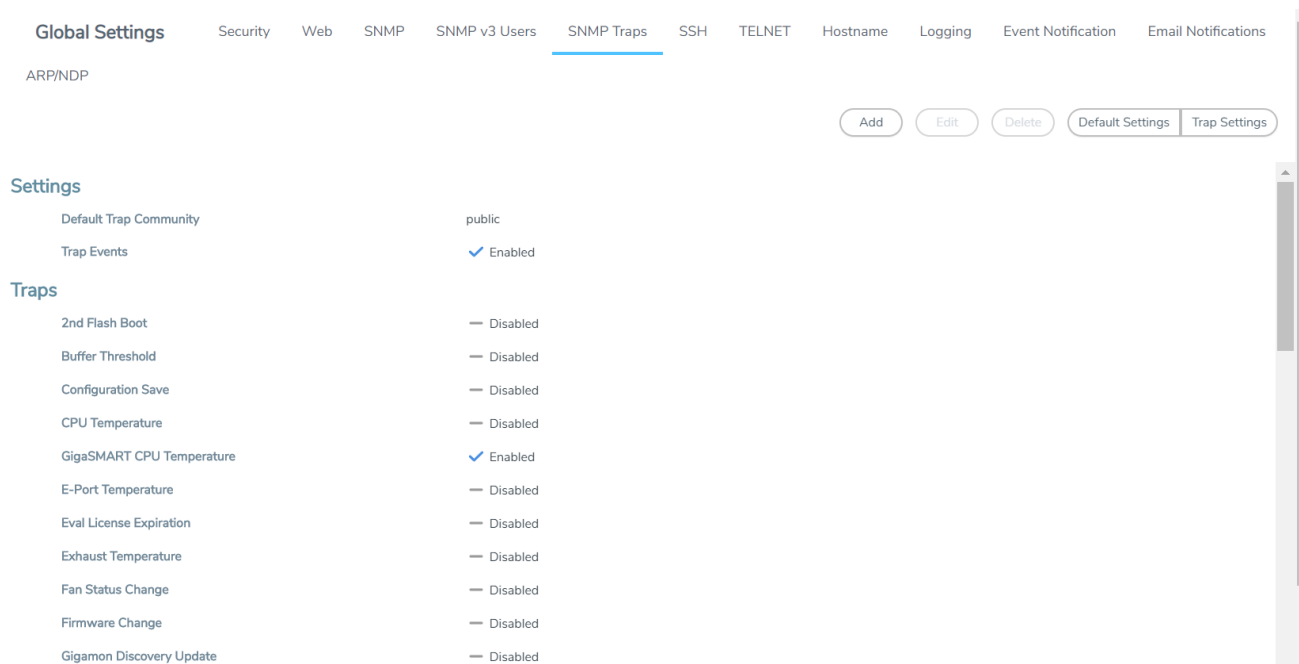 Global Settings Security Web SNMP SNMP v3 Users SNMP Traps SSH TELNET Hostname Logging Event Notification Email Notifications
ARP/NDP
Add Edit Delete Default Settings Trap Settings
Settings
Default Trap Community public
Trap Events Enabled
Traps
2nd Flash Boot Disabled
Buffer Threshold Disabled
Configuration Save Disabled
CPU Temperature Disabled
GigaSMART CPU Temperature Enabled
E-Port Temperature Disabled
Eval License Expiration Disabled
Exhaust Temperature Disabled
Fan Status Change Disabled
Firmware Change Disabled
Gigamon Discovery Update Disabled